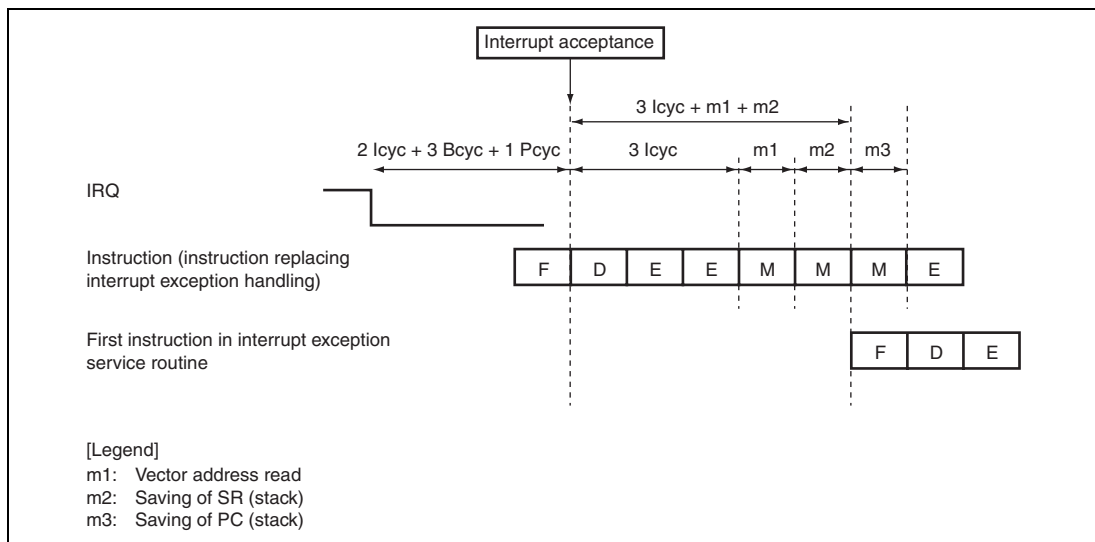 Interrupt acceptance
3 Icyc + m1 + m2
2 Icyc + 3 Bcyc + 1 Pcyc
3 Icyc
m1
m2
m3
IRQ
Instruction (instruction replacing
interrupt exception handling)
F D E E M M M E
First instruction in interrupt exception
service routine
F D E
[Legend]
m1: Vector address read
m2: Saving of SR (stack)
m3: Saving of PC (stack)